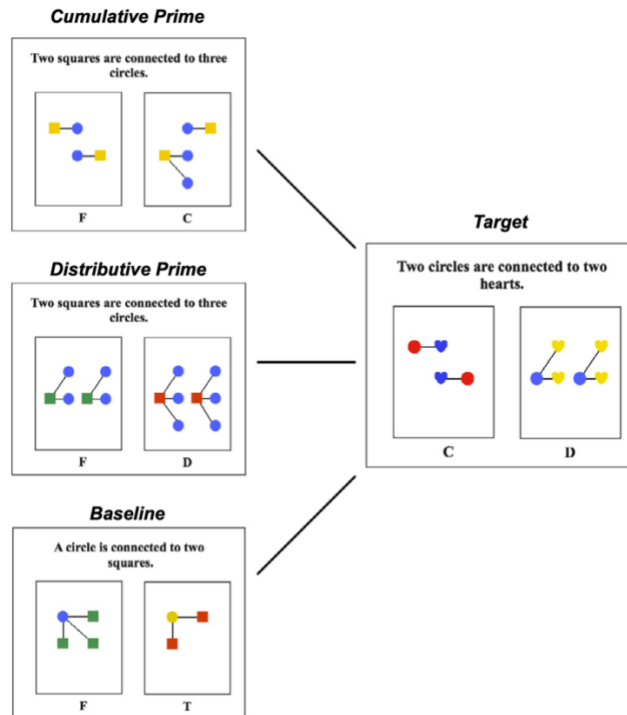 Cumulative Prime
Two squares are connected to three
circles.
F C
Distributive Prime
Two squares are connected to three
circles.
F D
Baseline
A circle is connected to two
squares.
F T
Target
Two circles are connected to two
hearts.
C D